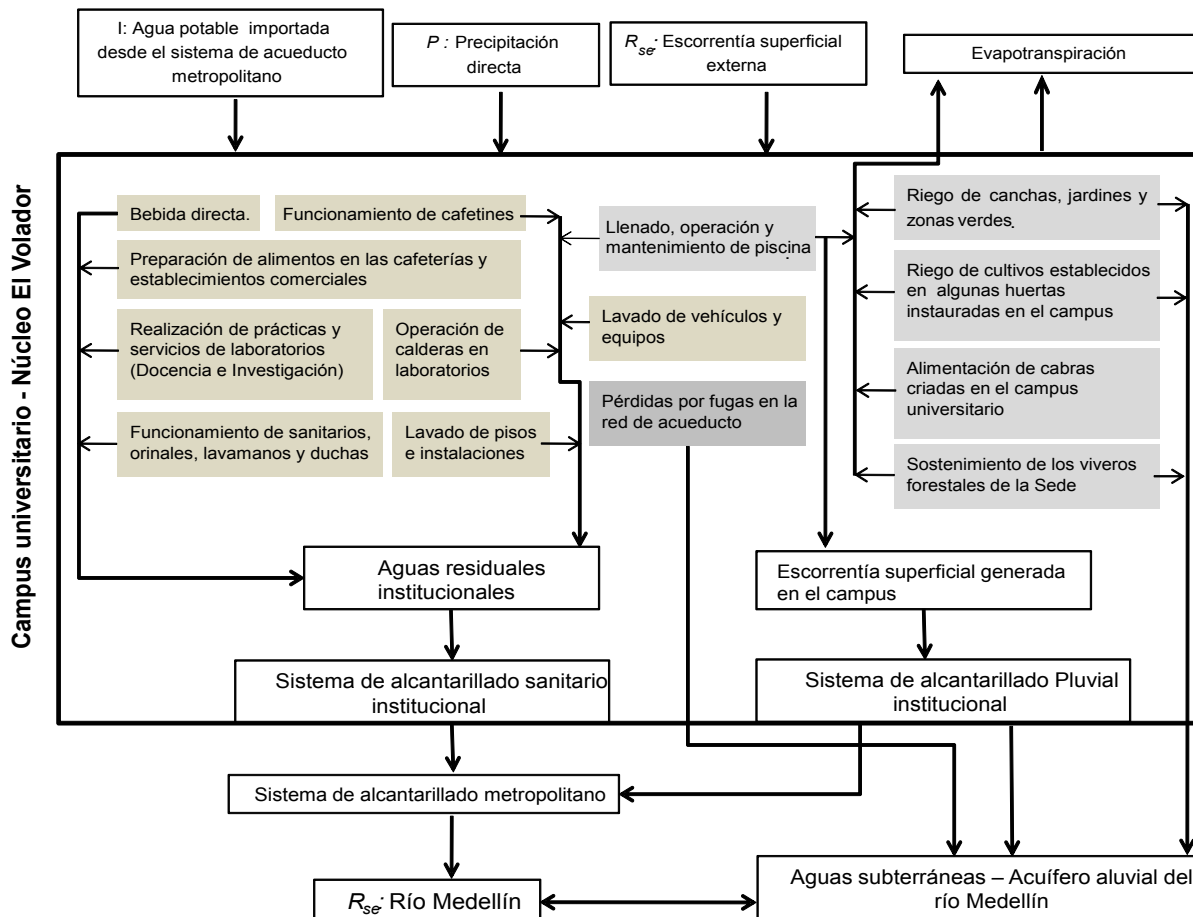 I: Agua potable importada
desde el sistema de acueducto
metropolitano
P : Precipitación
directa
Rse: Escorrentía superficial
externa
Evapotranspiración
Campus universitario - Núcleo El Volador
Bebida directa.
Funcionamiento de cafetines
Preparación de alimentos en las cafeterías y
establecimientos comerciales
Realización de prácticas y
servicios de laboratorios
(Docencia e Investigación)
Operación de
calderas en
laboratorios
Funcionamiento de sanitarios,
orinales, lavamanos y duchas
Lavado de pisos
e instalaciones
Llenado, operación y
mantenimiento de piscina.
Lavado de vehículos y
equipos
Pérdidas por fugas en la
red de acueducto
Riego de canchas, jardines y
zonas verdes.
Riego de cultivos establecidos
en algunas huertas
instauradas en el campus
Alimentación de cabras
criadas en el campus
universitario
Sostenimiento de los viveros
forestales de la Sede
Aguas residuales
institucionales
Escorrentía superficial generada
en el campus
Sistema de alcantarillado sanitario
institucional
Sistema de alcantarillado Pluvial
institucional
Sistema de alcantarillado metropolitano
Rse: Río Medellín
Aguas subterráneas – Acuífero aluvial del
río Medellín